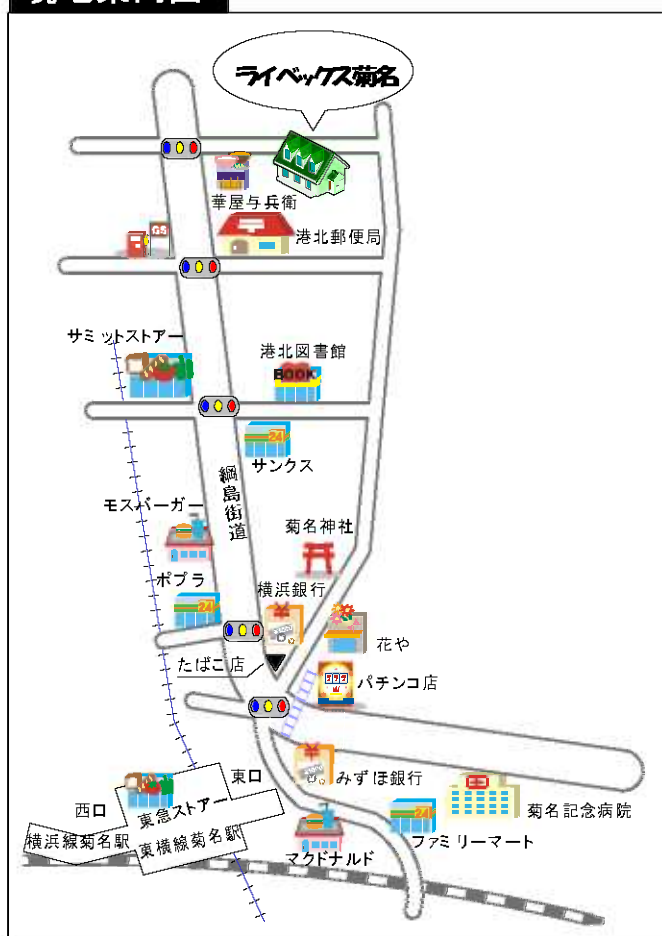 現地案内図
ライベックス菊名
華屋与兵衛
GS
港北郵便局
サミットストアー
港北図書館
BOOK
24
サンクス
綱島街道
モスバーガー
菊名神社
ポプラ
24
横浜銀行
花や
たばこ店
777
パチンコ店
東口
みずほ銀行
西口
東急ストアー
24
菊名記念病院
横浜線菊名駅
東横線菊名駅
マクドナルド
ファミリーマート